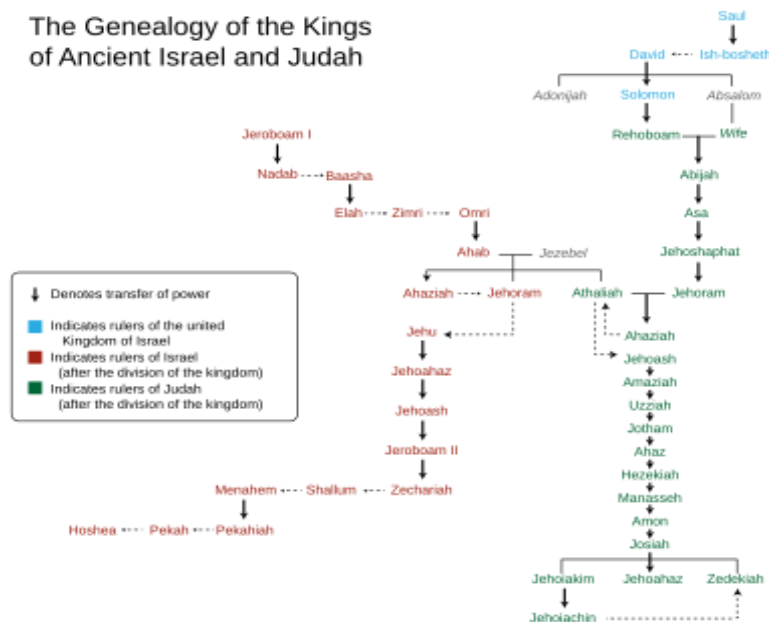 The Genealogy of the Kings
of Ancient Israel and Judah
Saul
David
Ish-bosheth
Adonijah
Solomon
Absalom
Jeroboam I
Rehoboam
Wife
Nadab
Baasha
Abijah
Elah
Zimri
Omri
Asa
Ahab
Jezebel
Jehoshaphat
Ahaziah
Jehoram
Athaliah
Jehoram
Denotes transfer of power
Indicates rulers of the united
Kingdom of Israel
Indicates rulers of Israel
(after the division of the kingdom)
Indicates rulers of Judah
(after the division of the kingdom)
Jehu
Ahaziah
Jehoahaz
Jehoash
Amaziah
Jehoash
Uzziah
Jotham
Jeroboam II
Ahaz
Hezekiah
Menahem
Shallum
Zechariah
Manasseh
Amon
Hoshea
Pekah
Pekahiah
Josiah
Jehoiakim
Jehoahaz
Zedekiah
Jehoiachin